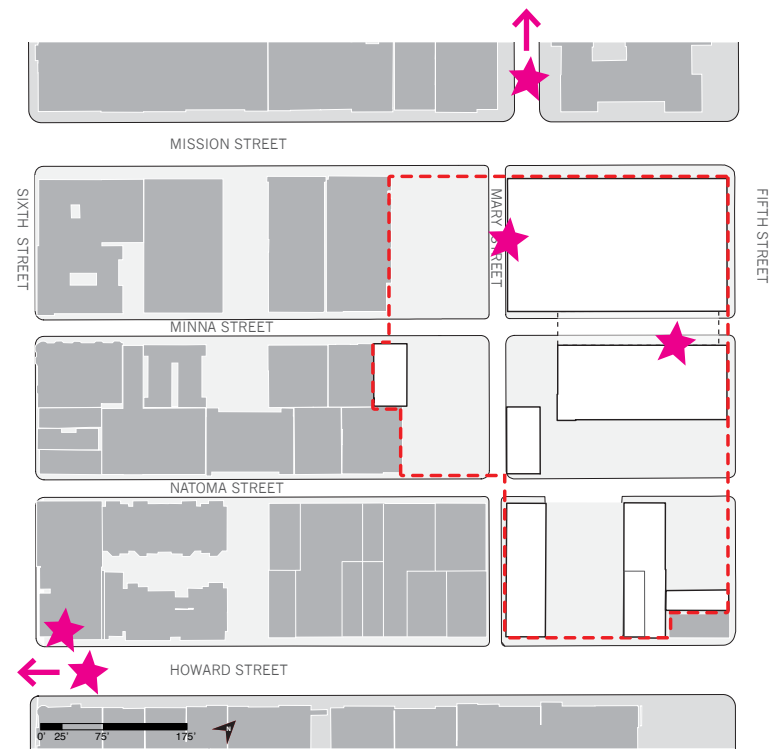 MISSION STREET
SIXTH STREET
MARY STREET
FIFTH STREET
MINNA STREET
NATOMA STREET
HOWARD STREET
0' 25' 75' 175'
N